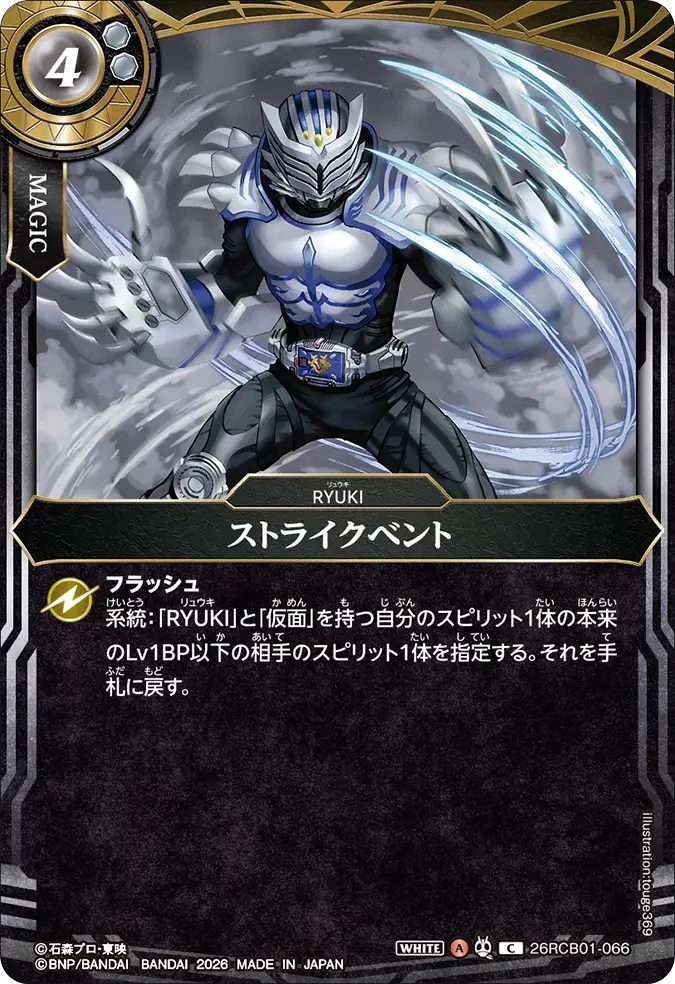 4
MAGIC
リュウキ
RYUKI
ストライクベント
フラッシュ
系統:「RYUKI」と「仮面」を持つ自分のスピリット1体の本来
のLv1BP以下の相手のスピリット1体を指定する。それを手
札に戻す。
illustration:touge369
©石森プロ・東映
©BNP/BANDAI BANDAI 2026 MADE IN JAPAN
WHITE A C 26RCB01-066